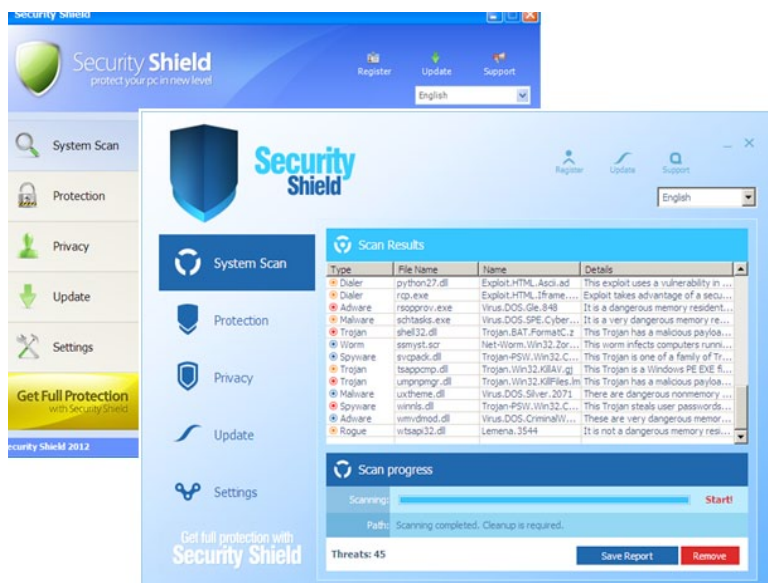 Security Shield
Security Shield
protect your pc in new level
Register Update Support
English
System Scan
Protection
Privacy
Update
Settings
Get Full Protection
with Security Shield
ecurity Shield 2012
Security
Shield
Register Update Support
English
System Scan
Protection
Privacy
Update
Settings
Get full protection with
Security Shield
Scan Results
Type File Name Name Details
Dialer python27.dll Exploit.HTML.Ascii.ad This exploit uses a vulnerability in ...
Dialer rcp.exe Exploit.HTML.Iframe.... Exploit takes advantage of a secu...
Adware rsopprov.exe Virus.DOS.Gle.848 It is a dangerous memory resident...
Malware schtasks.exe Virus.DOS.SPE.Cyber... It is a very dangerous memory re...
Trojan shell32.dll Trojan.BAT.FormatC.z This Trojan has a malicious payloa...
Worm ssmyst.scr Net-Worm.Win32.Zor... This worm infects computers runni...
Spyware svcpack.dll Trojan-PSW.Win32.C... This Trojan is one of a family of Tr...
Trojan tsappcmp.dll Trojan.Win32.KillAV.gj This Trojan is a Windows PE EXE fi...
Trojan umpnpmgr.dll Trojan.Win32.KillFiles.lm This Trojan has a malicious payloa...
Malware uxtheme.dll Virus.DOS.Silver.2071 There are dangerous nonmemory ...
Spyware winnls.dll Trojan-PSW.Win32.C... This Trojan steals user passwords...
Adware wmvdmod.dll Virus.DOS.CriminalW... These are very dangerous memor...
Rogue wtsapi32.dll Lemena.3544 It is not a dangerous memory resi...
Scan progress
Scanning: Start!
Path: Scanning completed. Cleanup is required.
Threats: 45 Save Report Remove